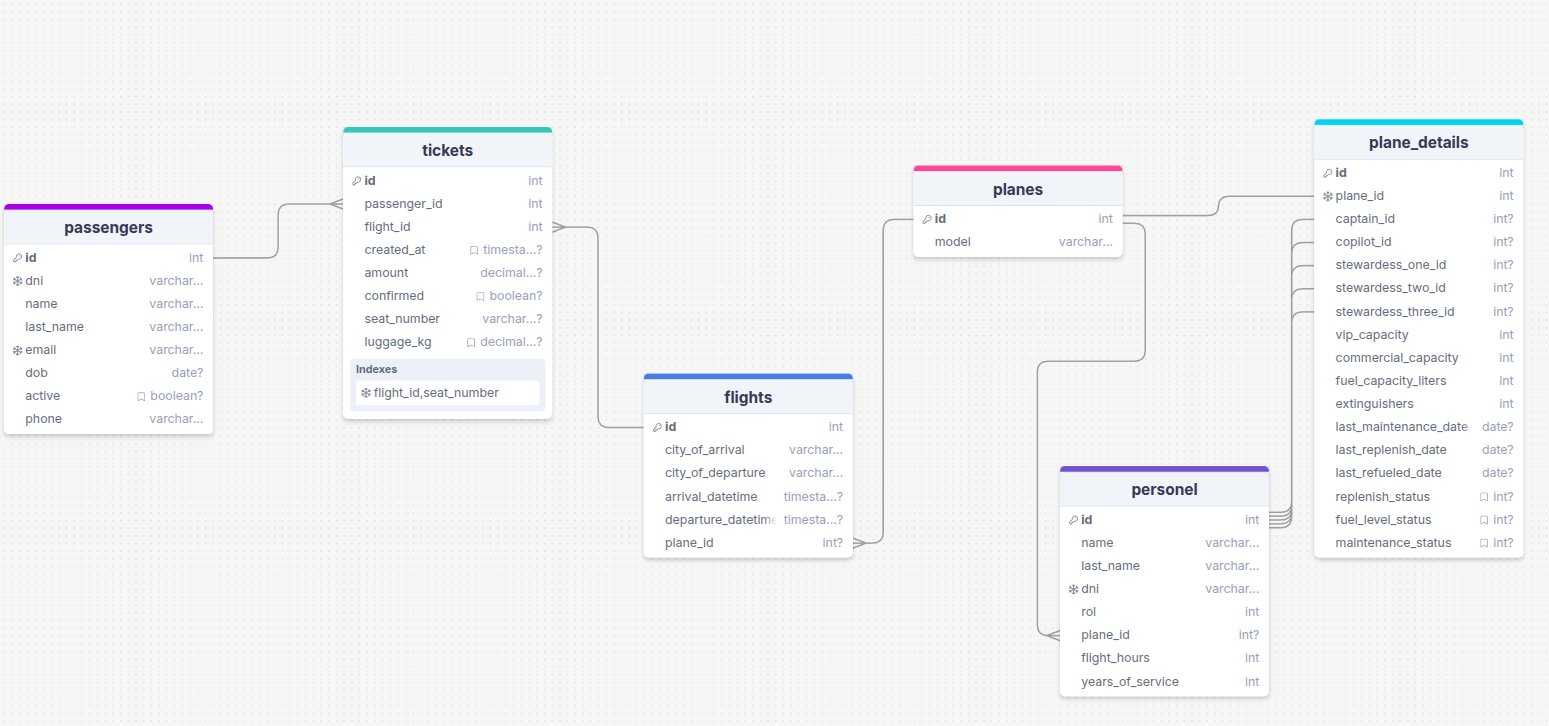 passengers
id int
dni varchar...
name varchar...
last_name varchar...
email varchar...
dob date?
active boolean?
phone varchar...
tickets
id int
passenger_id int
flight_id int
created_at timesta...?
amount decimal...?
confirmed boolean?
seat_number varchar...?
luggage_kg decimal...?
Indexes
flight_id,seat_number
flights
id int
city_of_arrival varchar...
city_of_departure varchar...
arrival_datetime timesta...?
departure_datetim timesta...?
plane_id int?
planes
id int
model varchar...
personel
id int
name varchar...
last_name varchar...
dni varchar...
rol int
plane_id int?
flight_hours int
years_of_service int
plane_details
id int
plane_id int
captain_id int?
copilot_id int?
stewardess_one_id int?
stewardess_two_id int?
stewardess_three_id int?
vip_capacity int
commercial_capacity int
fuel_capacity_liters int
extinguishers int
last_maintenance_date date?
last_replenish_date date?
last_refueled_date date?
replenish_status int?
fuel_level_status int?
maintenance_status int?